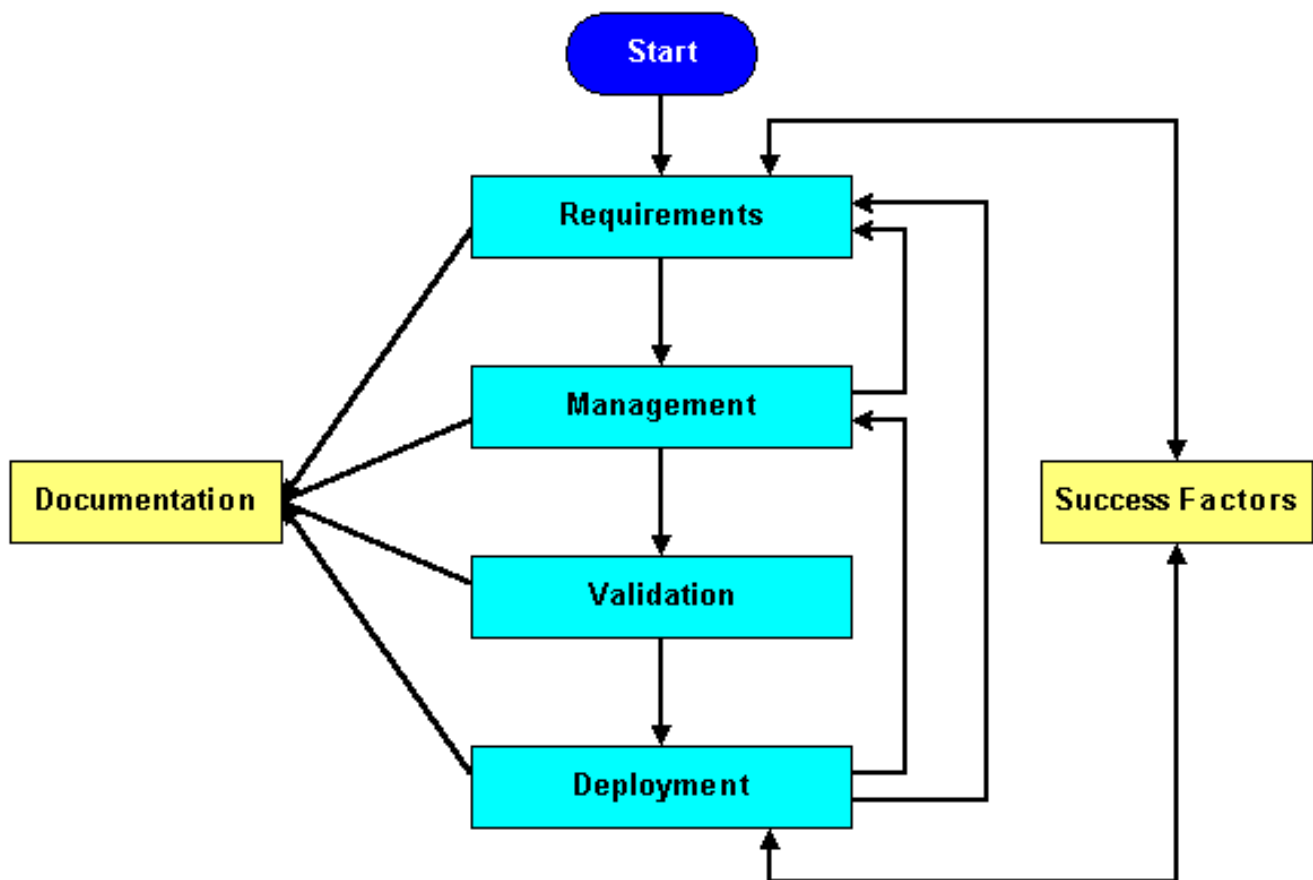 Start
Requirements
Management
Documentation
Success Factors
Validation
Deployment